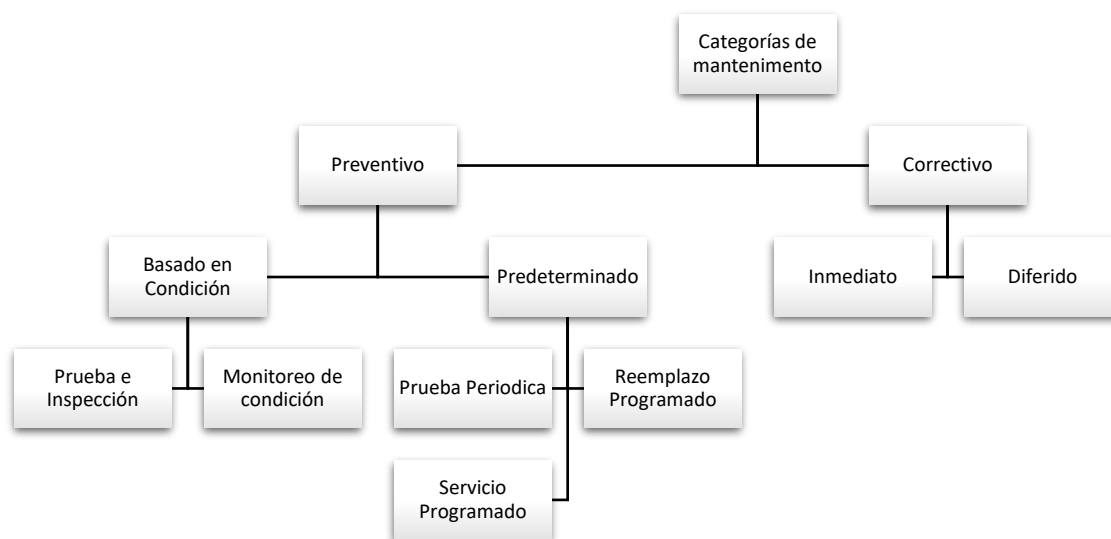 Categorías de
mantenimento
Preventivo
Correctivo
Basado en
Condición
Predeterminado
Inmediato
Diferido
Prueba e
Inspección
Monitoreo de
condición
Prueba Periodica
Reemplazo
Programado
Servicio
Programado